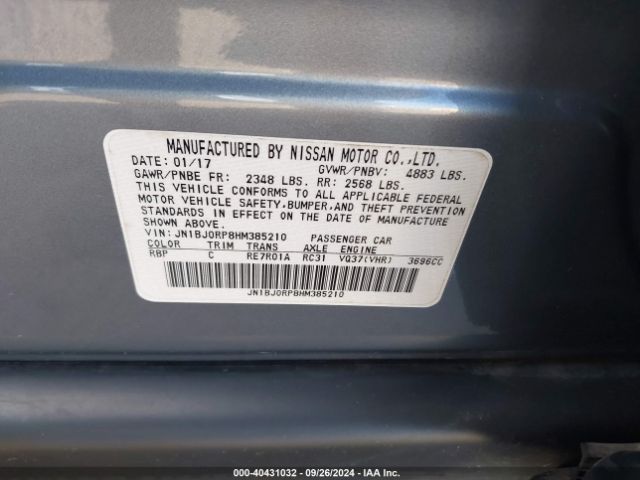 MANUFACTURED BY NISSAN MOTOR CO.,LTD.
DATE: 01/17 GVWR/PNBV: 4883 LBS.
GAWR/PNBE FR: 2348 LBS. RR: 2568 LBS.
THIS VEHICLE CONFORMS TO ALL APPLICABLE FEDERAL
MOTOR VEHICLE SAFETY,BUMPER,AND THEFT PREVENTION
STANDARDS IN EFFECT ON THE DATE OF MANUFACTURE
SHOWN ABOVE.
VIN: JN1BJ0RP8HM385210 PASSENGER CAR
COLOR TRIM TRANS AXLE ENGINE
RBP C RE7R01A RC31 VQ37(VHR) 3696CC
JN1BJ0RP8HM385210
000-40431032 - 09/26/2024 - IAA Inc.